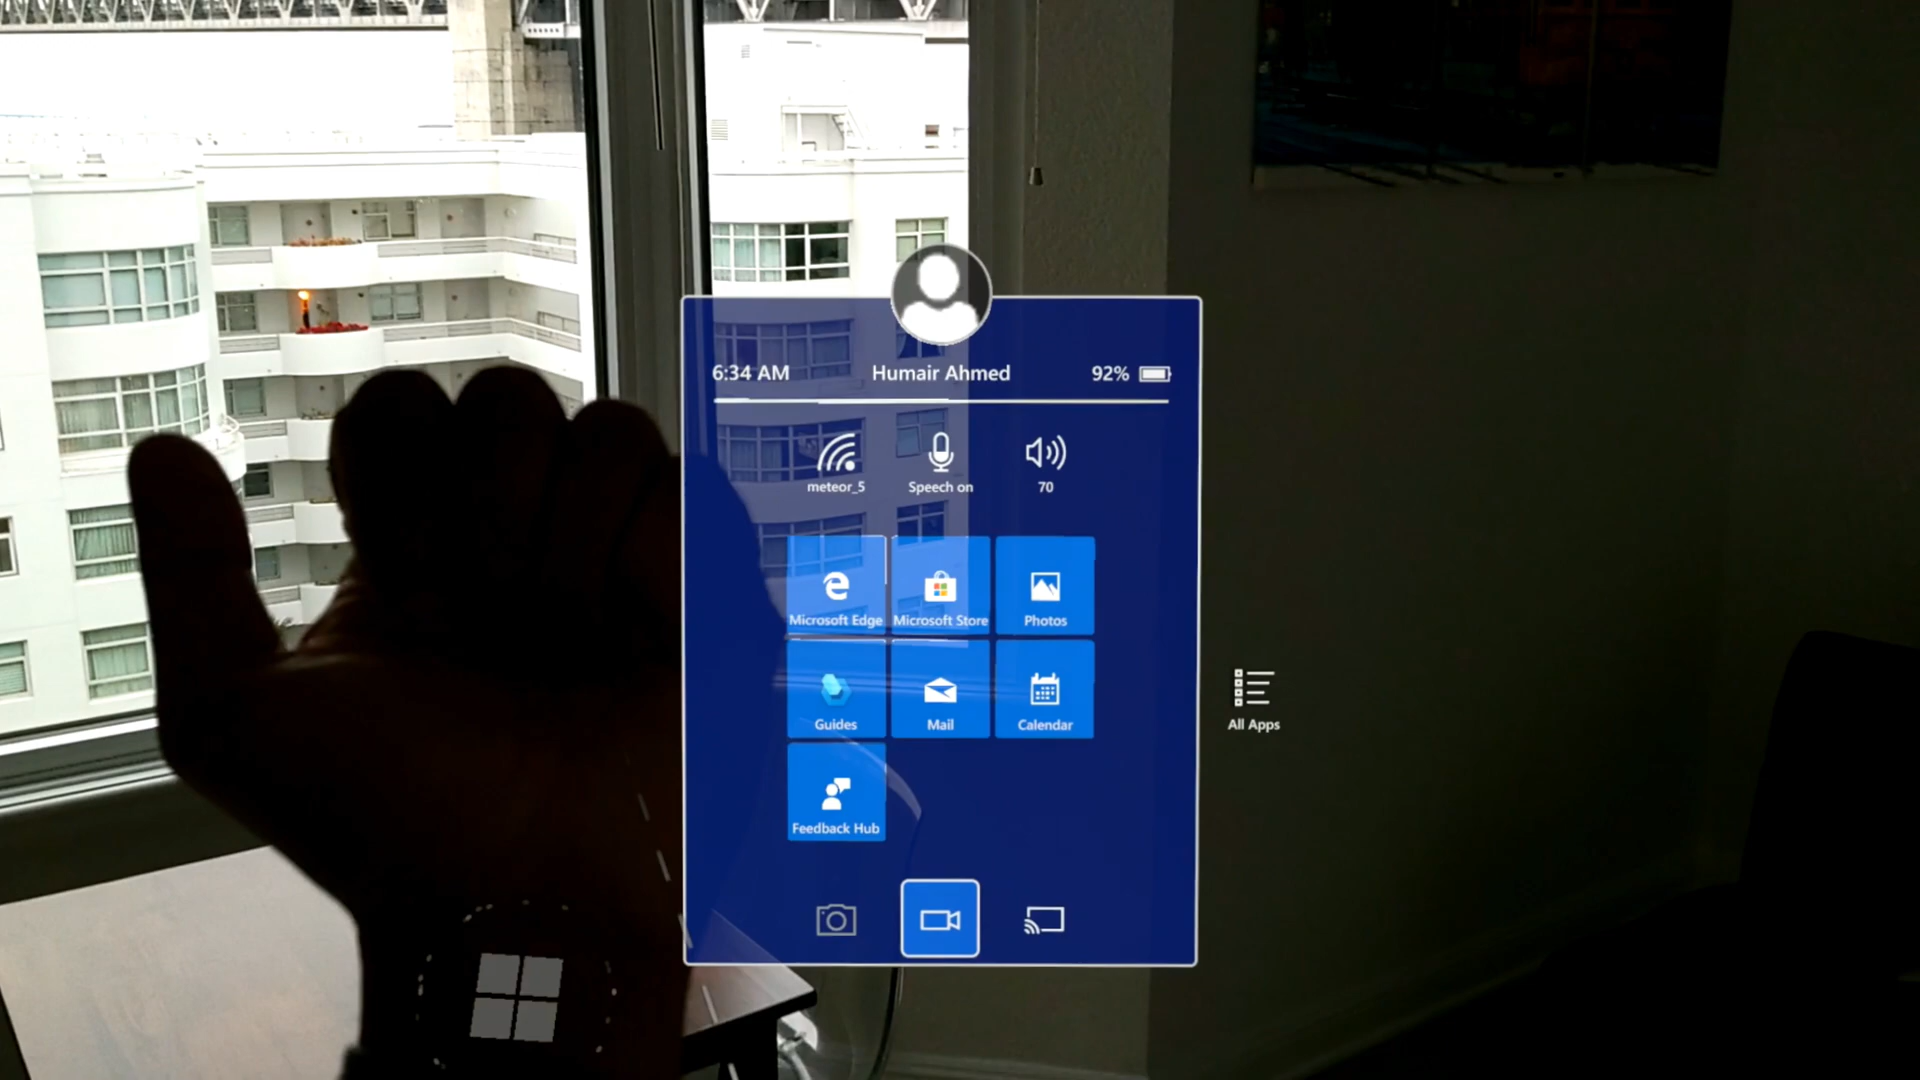 6:34 AM Humair Ahmed 92%
meteor_5 Speech on 70
Microsoft Edge Microsoft Store Photos
Guides Mail Calendar
All Apps
Feedback Hub